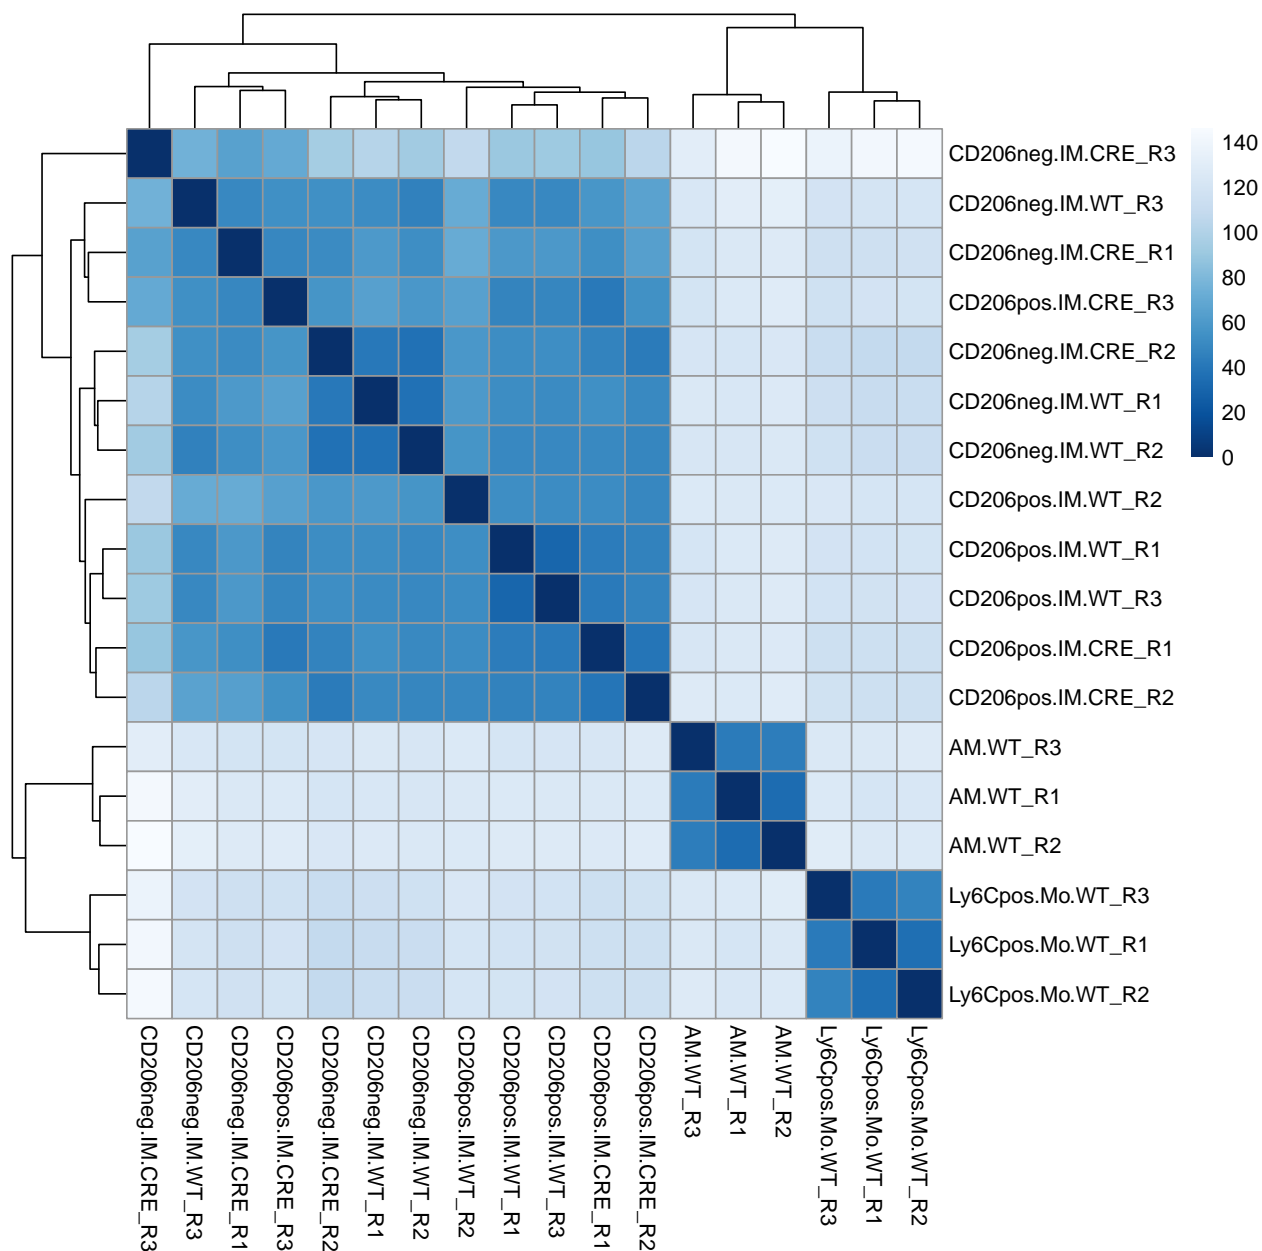 CD206neg.IM.CRE_R3
CD206neg.IM.WT_R3
CD206neg.IM.CRE_R1
CD206pos.IM.CRE_R3
CD206neg.IM.CRE_R2
CD206neg.IM.WT_R1
CD206neg.IM.WT_R2
CD206pos.IM.WT_R2
CD206pos.IM.WT_R1
CD206pos.IM.WT_R3
CD206pos.IM.CRE_R1
CD206pos.IM.CRE_R2
AM.WT_R3
AM.WT_R1
AM.WT_R2
Ly6Cpos.Mo.WT_R3
Ly6Cpos.Mo.WT_R1
Ly6Cpos.Mo.WT_R2
140
120
100
80
60
40
20
0
CD206neg.IM.CRE_R3
CD206neg.IM.WT_R3
CD206neg.IM.CRE_R1
CD206pos.IM.CRE_R3
CD206neg.IM.CRE_R2
CD206neg.IM.WT_R1
CD206neg.IM.WT_R2
CD206pos.IM.WT_R2
CD206pos.IM.WT_R1
CD206pos.IM.WT_R3
CD206pos.IM.CRE_R1
CD206pos.IM.CRE_R2
AM.WT_R3
AM.WT_R1
AM.WT_R2
Ly6Cpos.Mo.WT_R3
Ly6Cpos.Mo.WT_R1
Ly6Cpos.Mo.WT_R2